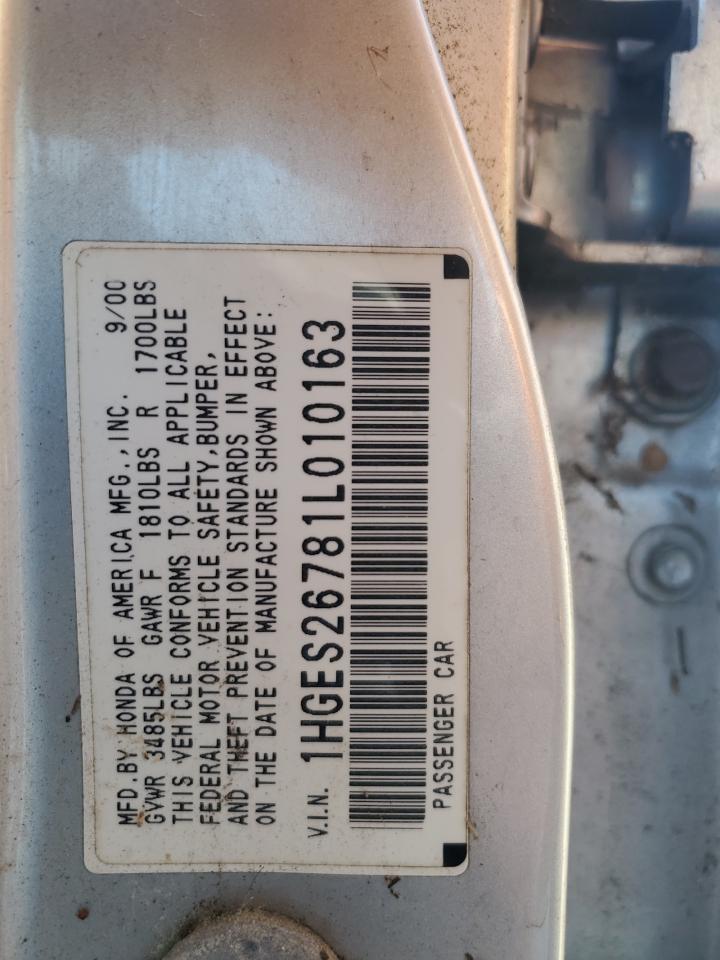 MFD.BY HONDA OF AMERICA MFG.,INC. 9/00
GVWR 3485LBS GAWR F 1810LBS R 1700LBS
THIS VEHICLE CONFORMS TO ALL APPLICABLE
FEDERAL MOTOR VEHICLE SAFETY,BUMPER,
AND THEFT PREVENTION STANDARDS IN EFFECT
ON THE DATE OF MANUFACTURE SHOWN ABOVE:
V.I.N. 1HGES26781L010163
PASSENGER CAR